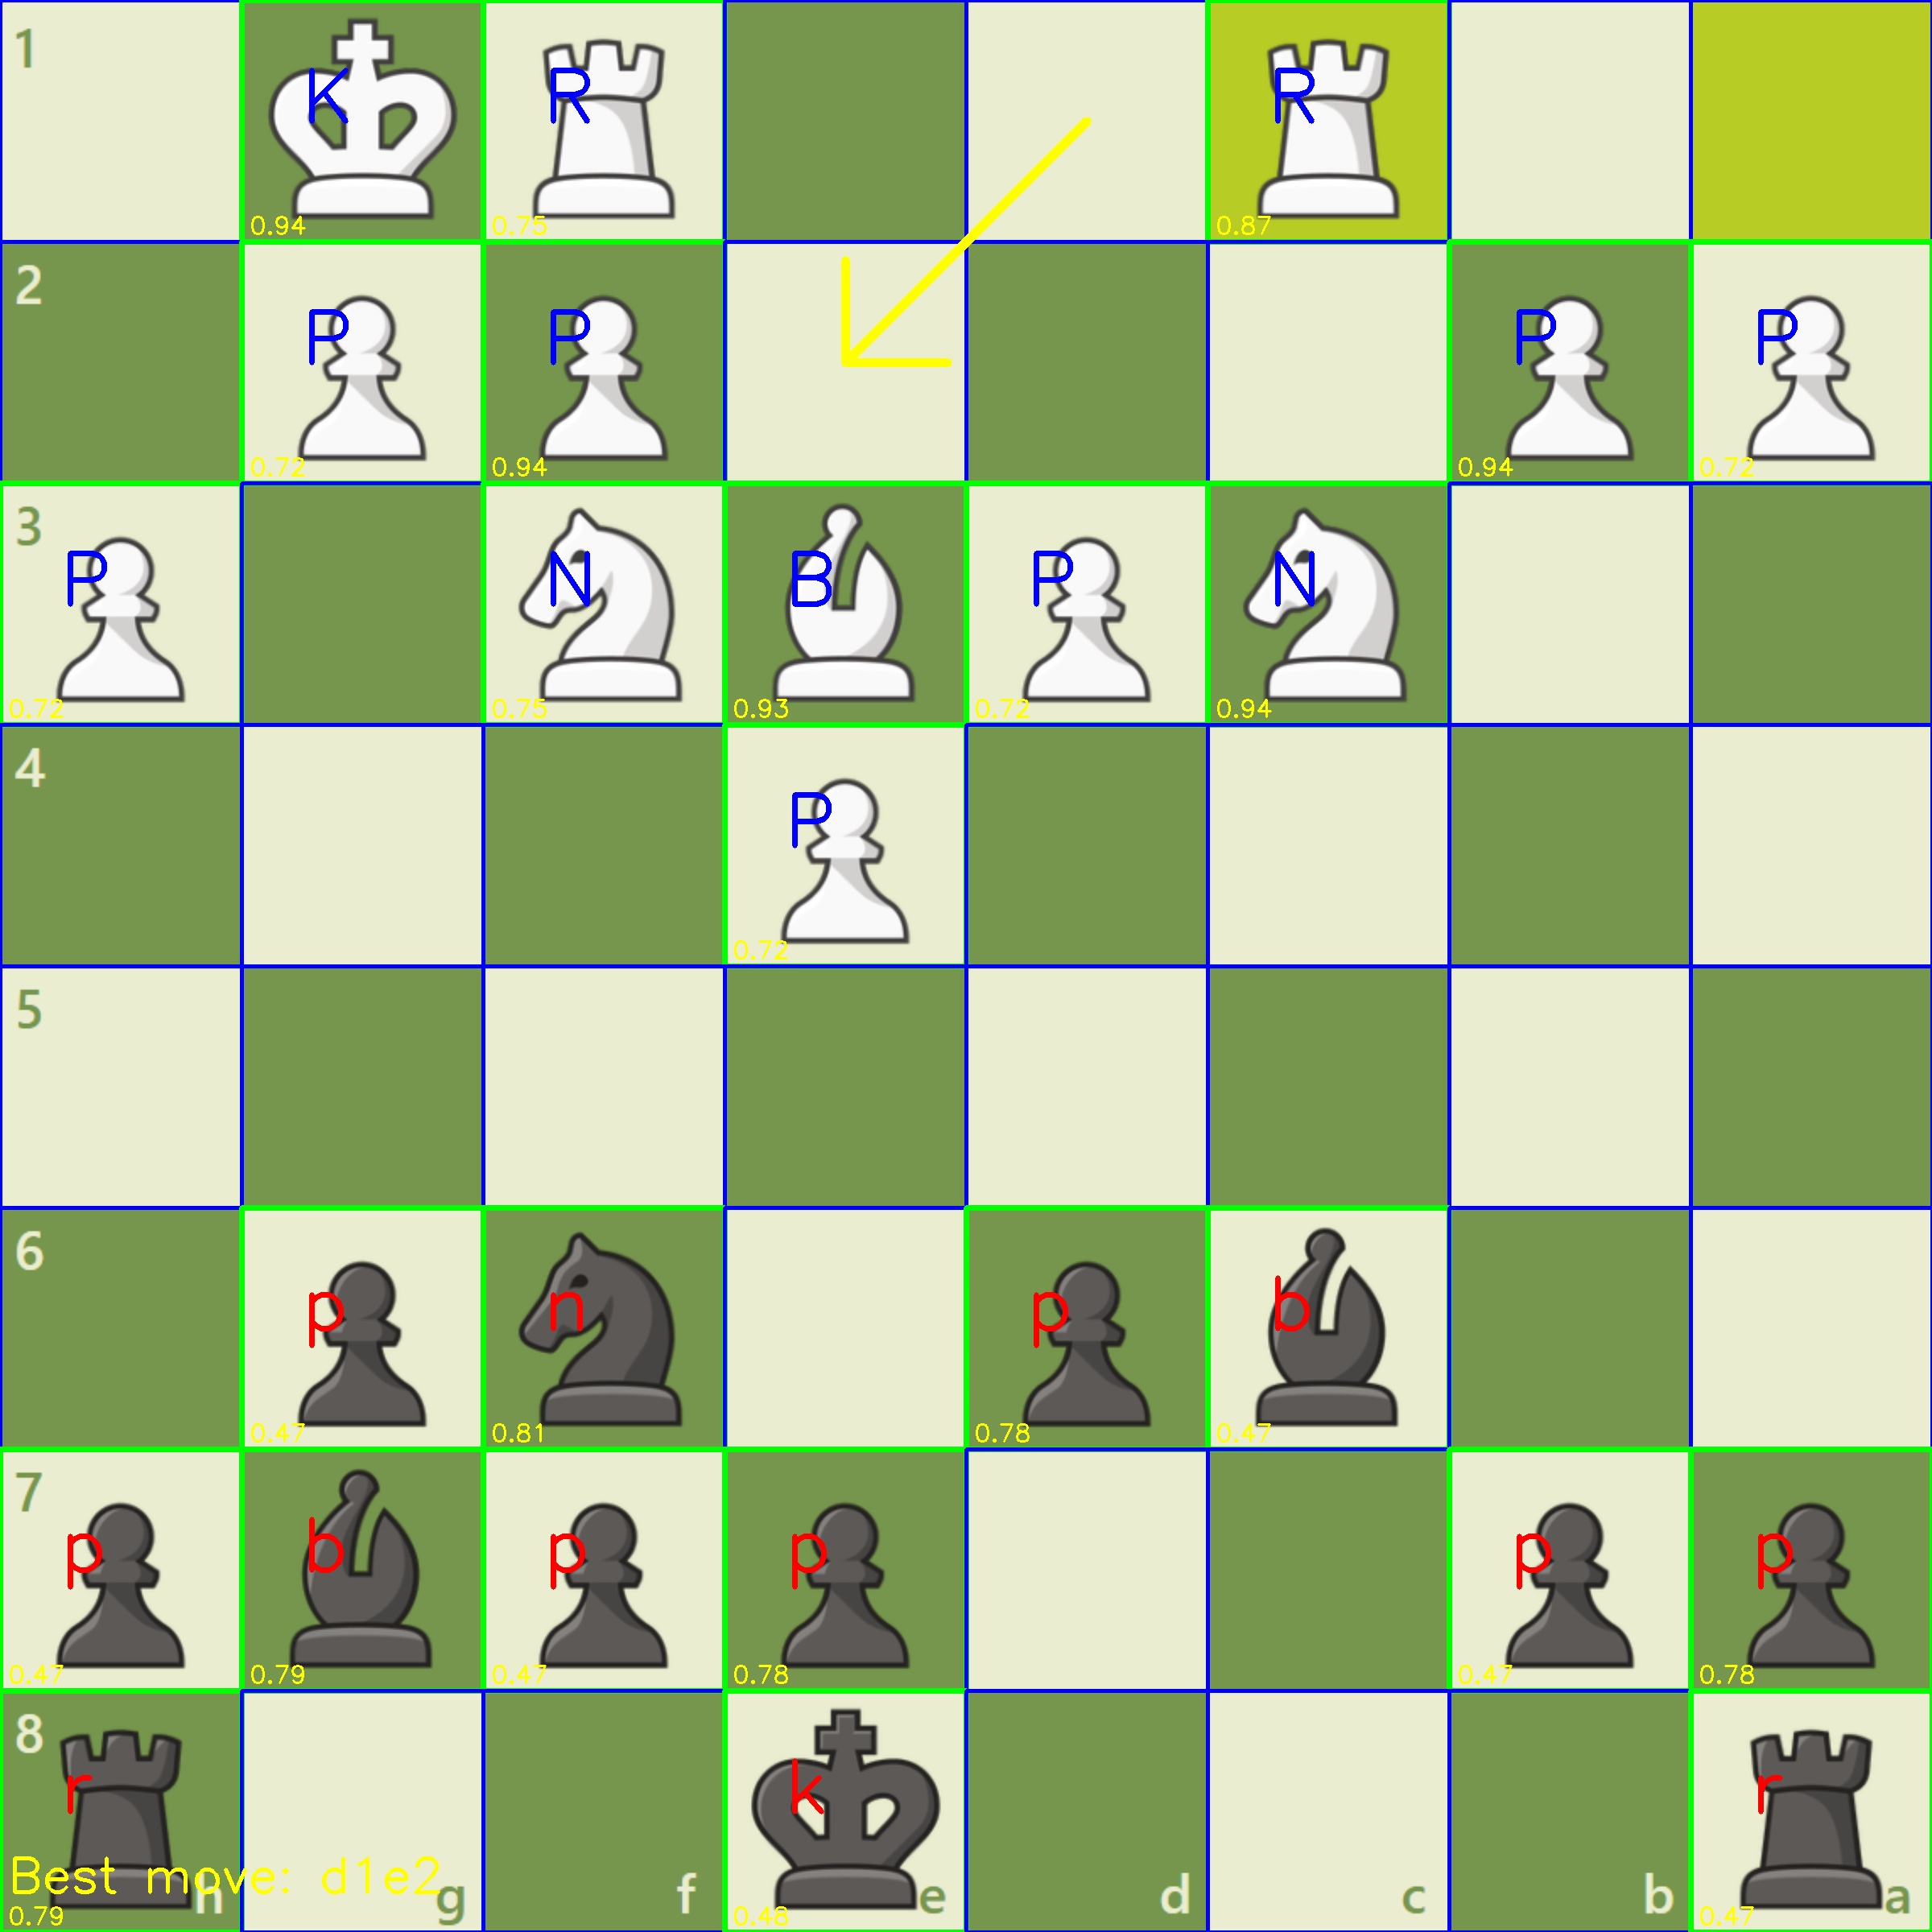 1
K R R
0.94 0.75 0.87
2
P P P P
0.72 0.94 0.94 0.72
3
P N B P N
0.72 0.75 0.93 0.72 0.94
4
P
0.72
5
6
p n p b
0.47 0.81 0.78 0.47
7
p b p p p p
0.47 0.79 0.47 0.78 0.47 0.78
8
r k r
Best move: d1e2
h g f e d c b a
0.79 0.48 0.47